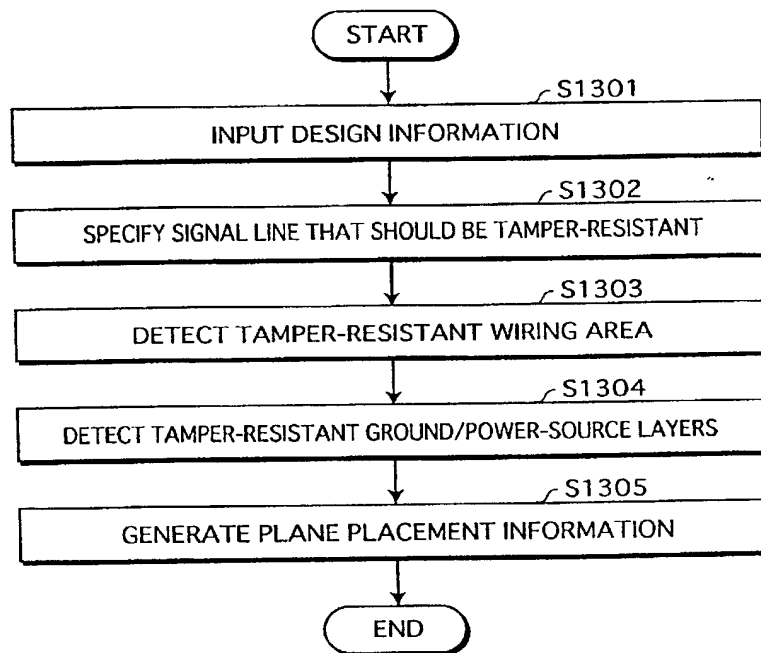 START
S1301
INPUT DESIGN INFORMATION
S1302
SPECIFY SIGNAL LINE THAT SHOULD BE TAMPER-RESISTANT
S1303
DETECT TAMPER-RESISTANT WIRING AREA
S1304
DETECT TAMPER-RESISTANT GROUND/POWER-SOURCE LAYERS
S1305
GENERATE PLANE PLACEMENT INFORMATION
END